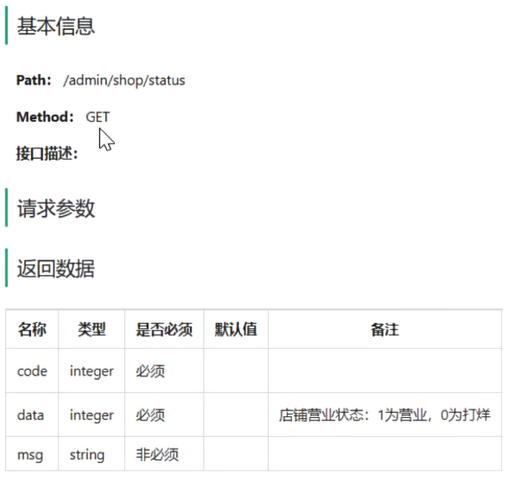 基本信息
Path： /admin/shop/status
Method： GET
接口描述：
请求参数
返回数据
名称 类型 是否必须 默认值 备注
code integer 必须
data integer 必须 店铺营业状态：1为营业，0为打烊
msg string 非必须